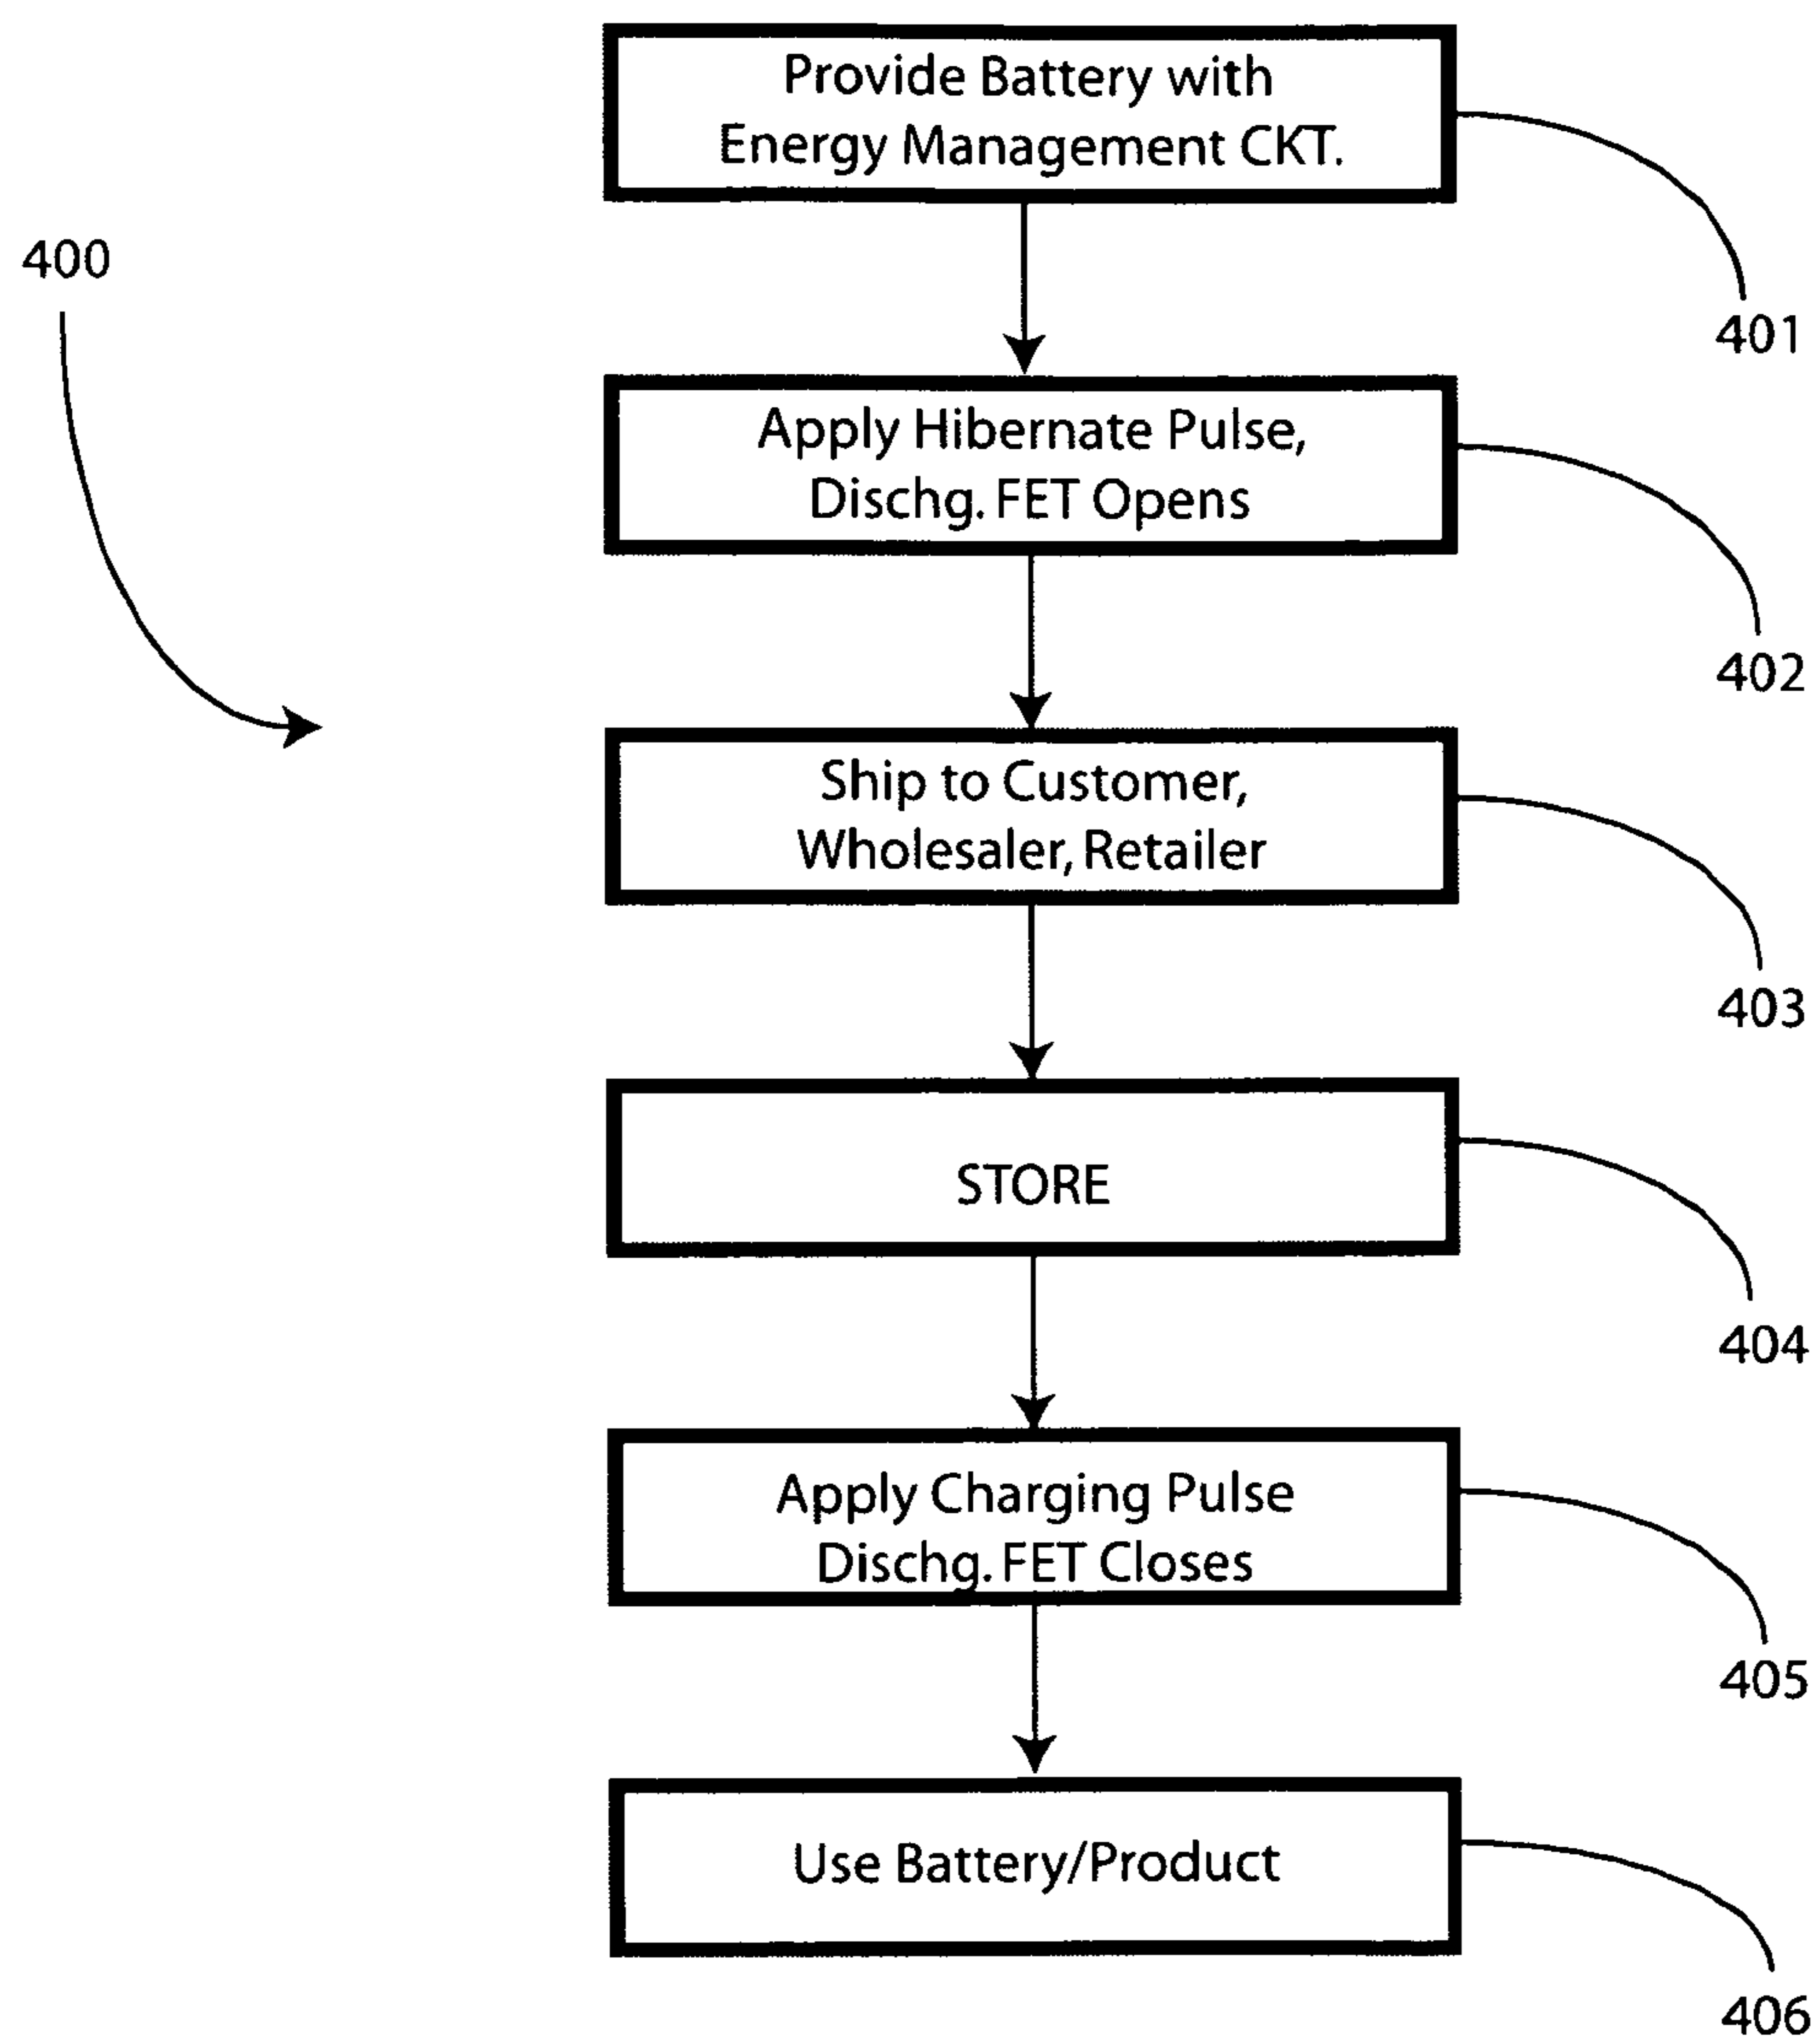 Provide Battery with
Energy Management CKT.
400
401
Apply Hibernate Pulse,
Dischg. FET Opens
402
Ship to Customer,
Wholesaler, Retailer
403
STORE
404
Apply Charging Pulse
Dischg. FET Closes
405
Use Battery/Product
406